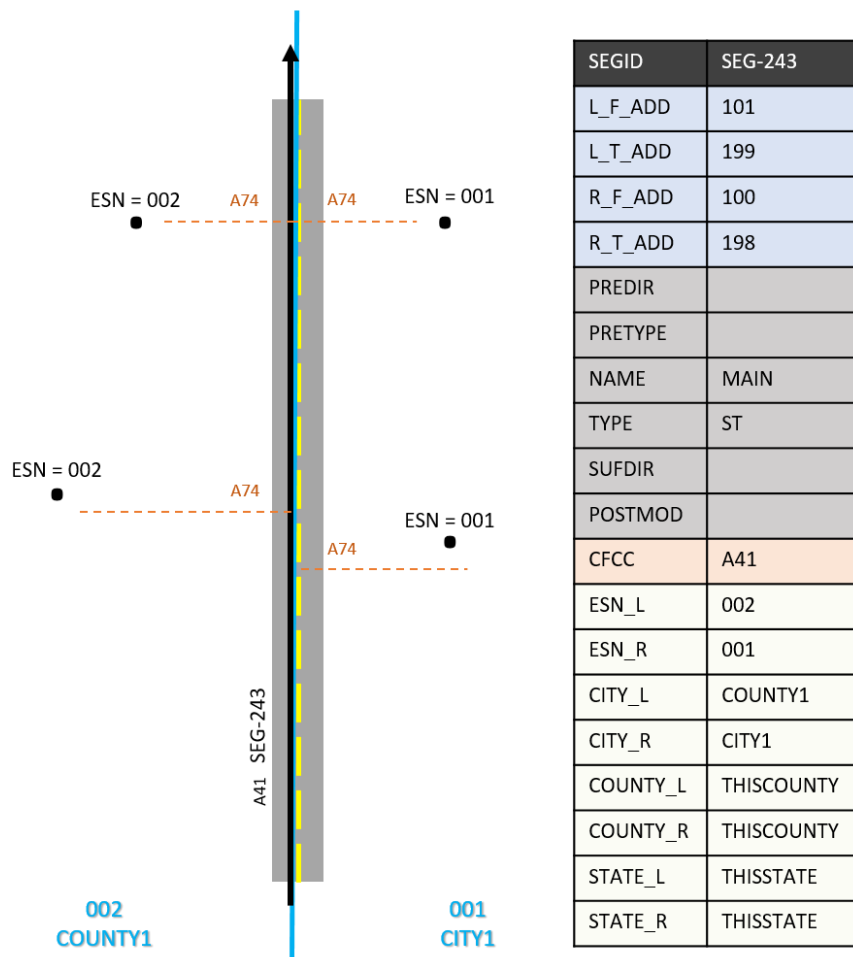 ESN = 002
A74
A74
ESN = 001
ESN = 002
A74
ESN = 001
A74
A41 SEG-243
002
COUNTY1
001
CITY1
SEGID SEG-243
L_F_ADD 101
L_T_ADD 199
R_F_ADD 100
R_T_ADD 198
PREDIR
PRETYPE
NAME MAIN
TYPE ST
SUFDIR
POSTMOD
CFCC A41
ESN_L 002
ESN_R 001
CITY_L COUNTY1
CITY_R CITY1
COUNTY_L THISCOUNTY
COUNTY_R THISCOUNTY
STATE_L THISSTATE
STATE_R THISSTATE